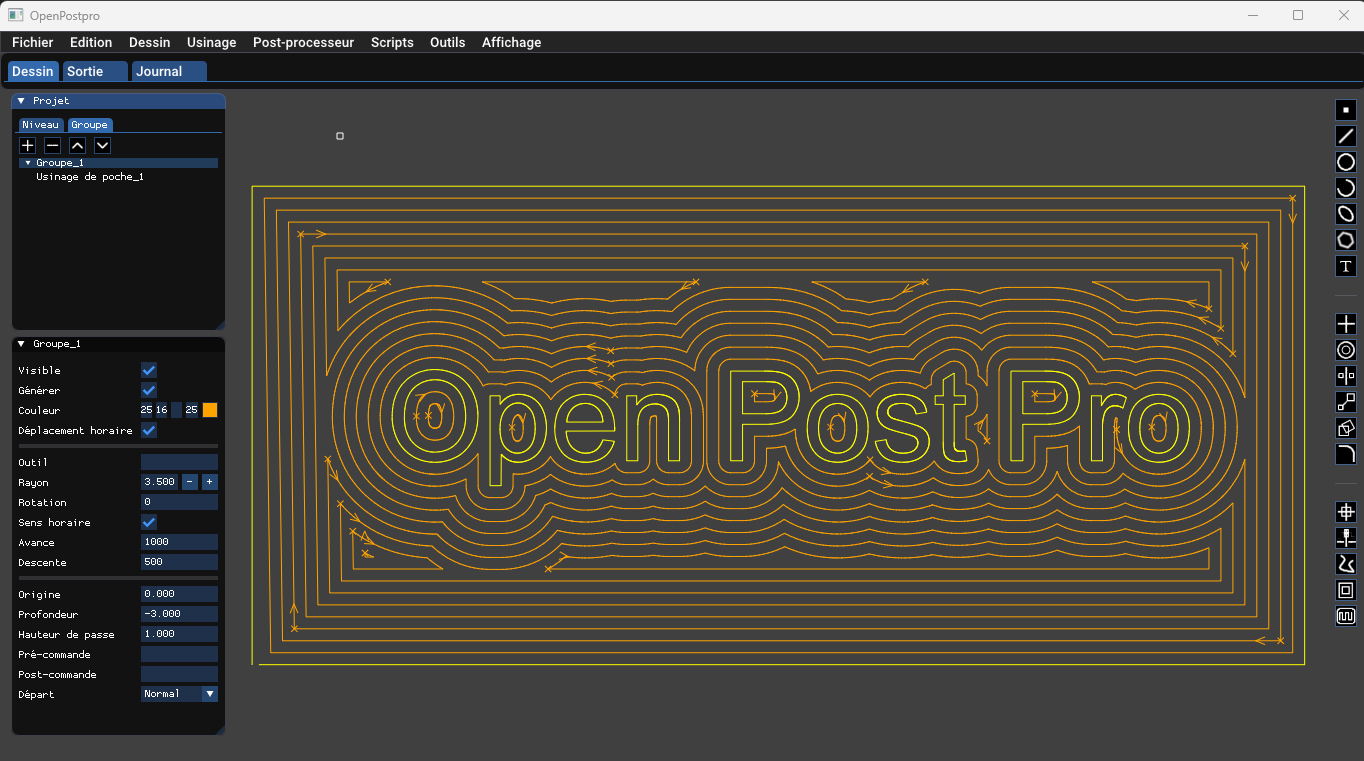 OpenPostpro
Fichier Edition Dessin Usinage Post-processeur Scripts Outils Affichage
Dessin Sortie Journal
Projet
Niveau Groupe
Groupe_1
Usinage de poche_1
Groupe_1
Visible
Générer
Couleur 25 16 25
Déplacement horaire
Outil
Rayon 3.500 - +
Rotation 0
Sens horaire
Avance 1000
Descente 500
Origine 0.000
Profondeur -3.000
Hauteur de passe 1.000
Pré-commande
Post-commande
Départ Normal
Open Post Pro
T